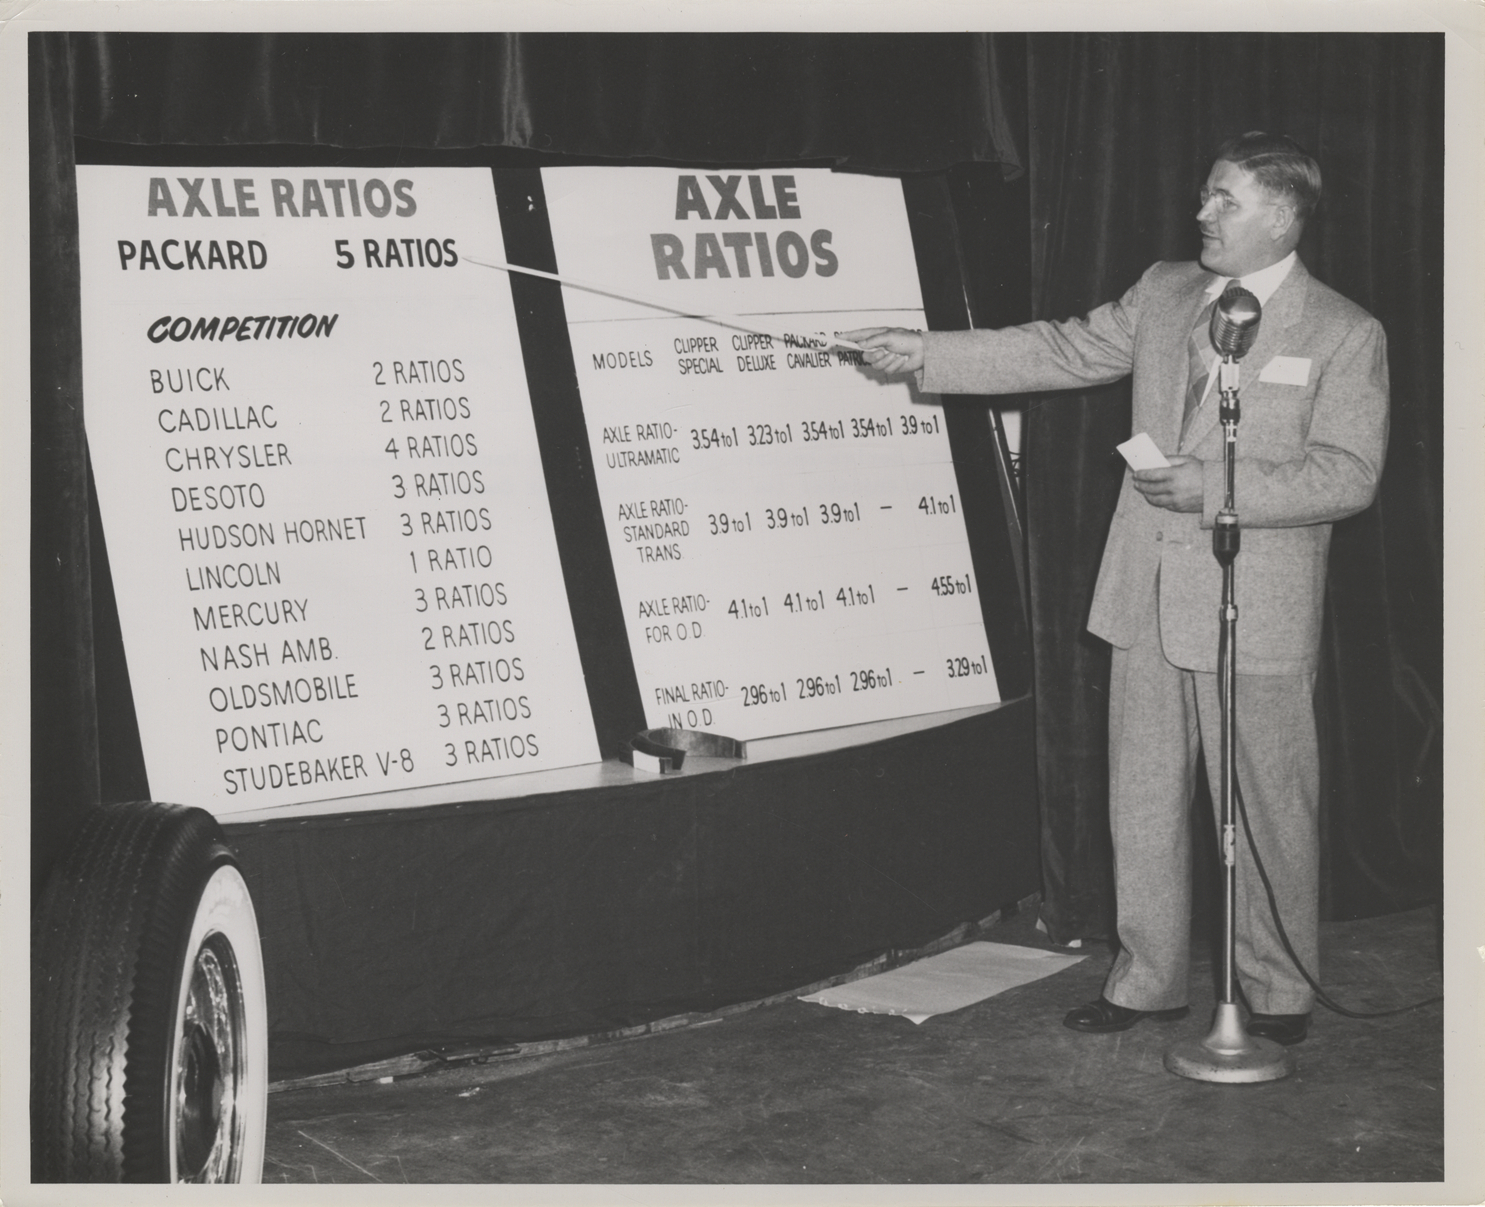 AXLE RATIOS
PACKARD 5 RATIOS
COMPETITION
BUICK 2 RATIOS
CADILLAC 2 RATIOS
CHRYSLER 4 RATIOS
DESOTO 3 RATIOS
HUDSON HORNET 3 RATIOS
LINCOLN 1 RATIO
MERCURY 3 RATIOS
NASH AMB. 2 RATIOS
OLDSMOBILE 3 RATIOS
PONTIAC 3 RATIOS
STUDEBAKER V-8 3 RATIOS
AXLE
RATIOS
MODELS
CLIPPER CLIPPER PACKARD
SPECIAL DELUXE CAVALIER
AXLE RATIO-
ULTRAMATIC 3.54 to 1 3.23 to 1 3.54 to 1 3.54 to 1 3.9 to 1
AXLE RATIO-
STANDARD 3.9 to 1 3.9 to 1 3.9 to 1 – 4.1 to 1
TRANS.
AXLE RATIO- 4.1 to 1 4.1 to 1 4.1 to 1 – 4.55 to 1
FOR O.D.
FINAL RATIO- 2.96 to 1 2.96 to 1 2.96 to 1 – 3.29 to 1
IN O.D.